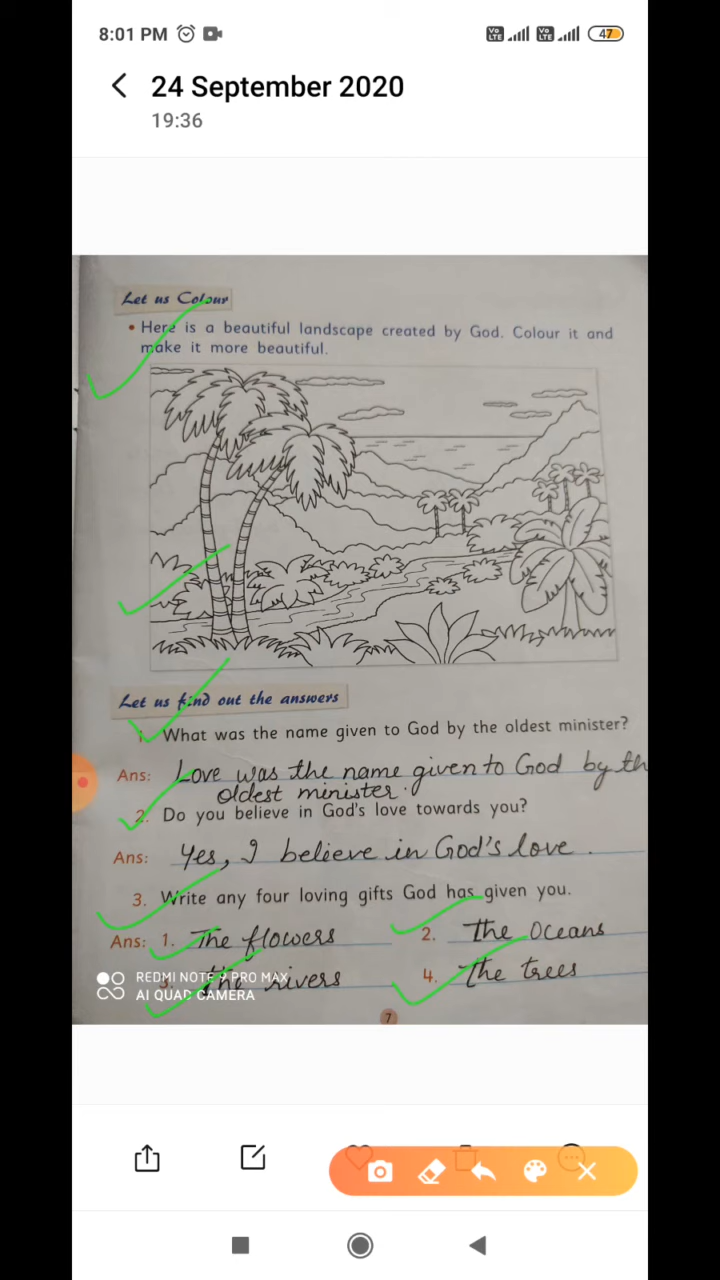 8:01 PM
Vo LTE Vo LTE 47
24 September 2020
19:36
Let us Colour
• Here is a beautiful landscape created by God. Colour it and
make it more beautiful.
Let us find out the answers
1. What was the name given to God by the oldest minister?
Ans: Love was the name given to God by th
oldest minister.
2. Do you believe in God's love towards you?
Ans: Yes, I believe in God's love.
3. Write any four loving gifts God has given you.
Ans: 1. The flowers 2. the Oceans
3. the rivers 4. the trees
REDMI NOTE 9 PRO MAX
AI QUAD CAMERA
7